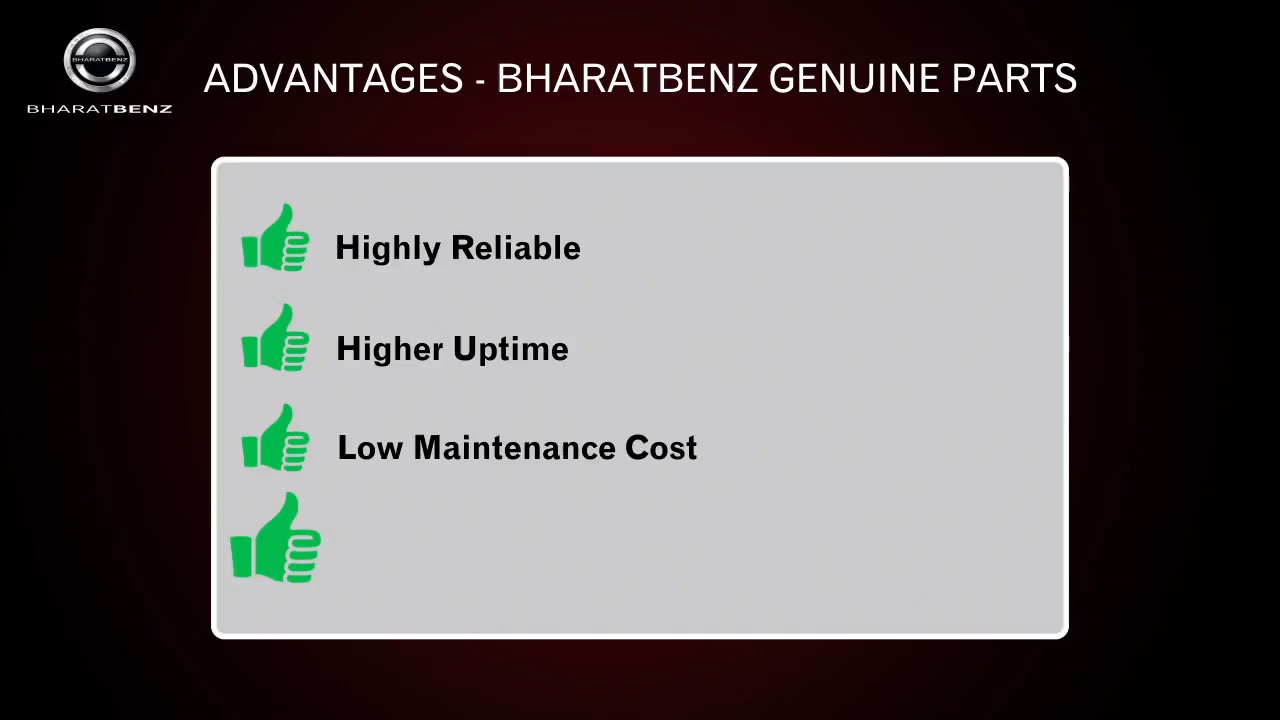 BHARATBENZ
BHARATBENZ
ADVANTAGES - BHARATBENZ GENUINE PARTS
Highly Reliable
Higher Uptime
Low Maintenance Cost